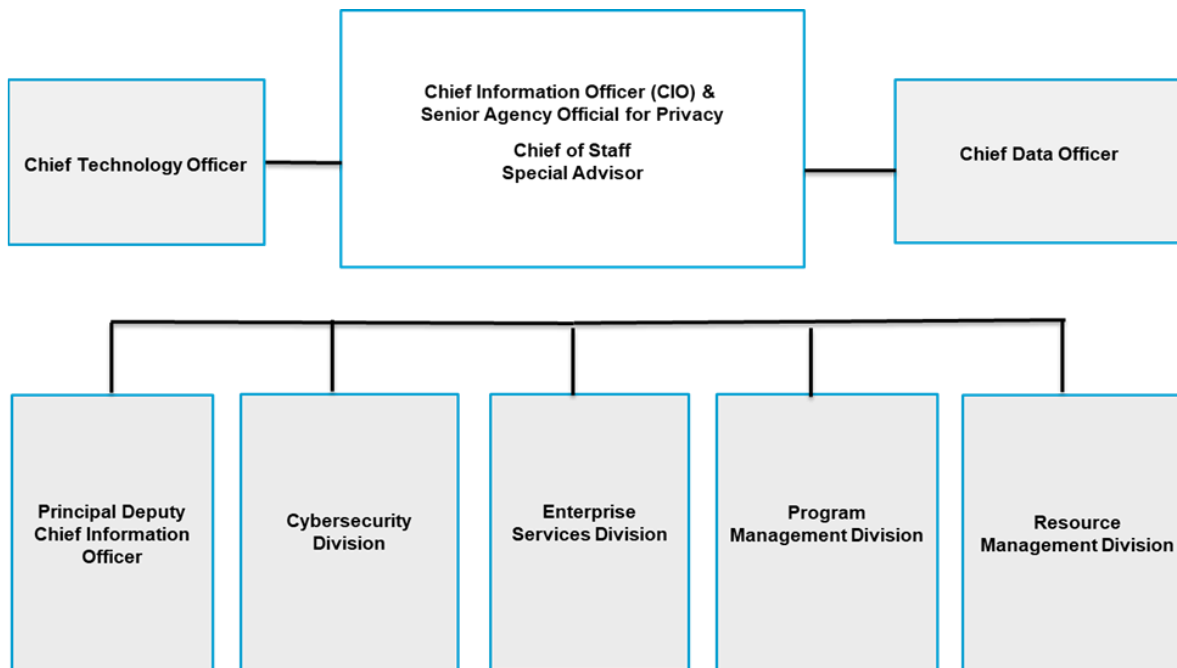 Chief Information Officer (CIO) &
Senior Agency Official for Privacy
Chief of Staff
Special Advisor
Chief Technology Officer
Chief Data Officer
Principal Deputy
Chief Information
Officer
Cybersecurity
Division
Enterprise
Services Division
Program
Management Division
Resource
Management Division